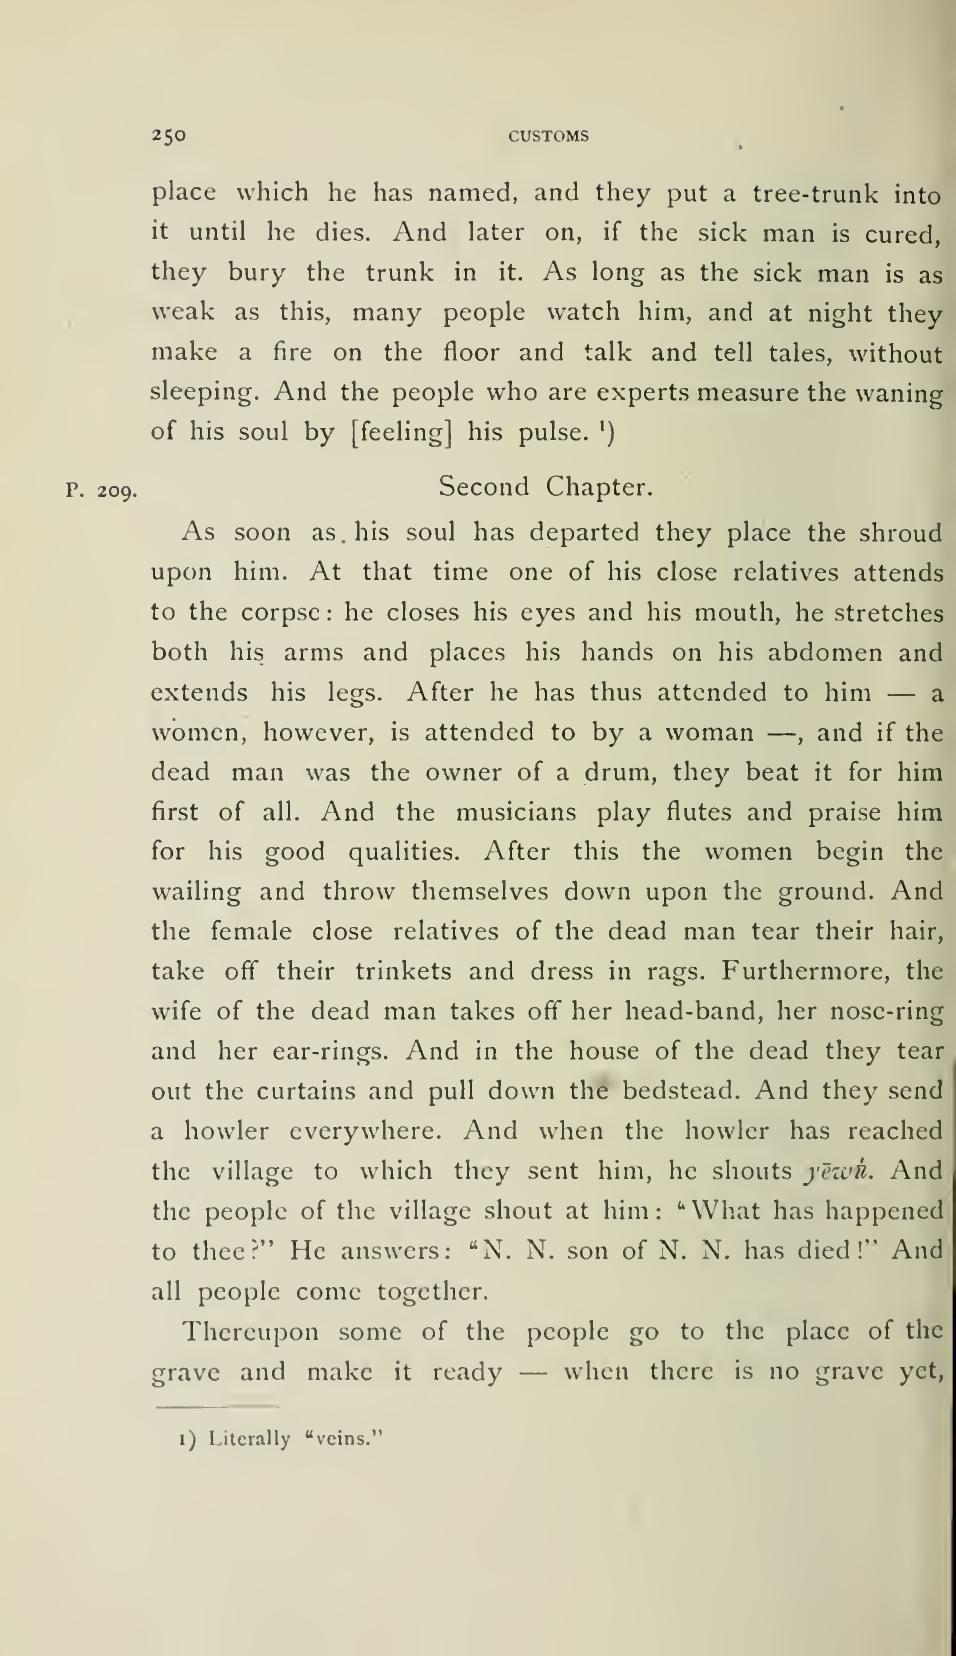 250 CUSTOMS
place which he has named, and they put a tree-trunk into
it until he dies. And later on, if the sick man is cured,
they bury the trunk in it. As long as the sick man is as
weak as this, many people watch him, and at night they
make a fire on the floor and talk and tell tales, without
sleeping. And the people who are experts measure the waning
of his soul by [feeling] his pulse. ¹)
P. 209. Second Chapter.
As soon as his soul has departed they place the shroud
upon him. At that time one of his close relatives attends
to the corpse: he closes his eyes and his mouth, he stretches
both his arms and places his hands on his abdomen and
extends his legs. After he has thus attended to him — a
women, however, is attended to by a woman —, and if the
dead man was the owner of a drum, they beat it for him
first of all. And the musicians play flutes and praise him
for his good qualities. After this the women begin the
wailing and throw themselves down upon the ground. And
the female close relatives of the dead man tear their hair,
take off their trinkets and dress in rags. Furthermore, the
wife of the dead man takes off her head-band, her nose-ring
and her ear-rings. And in the house of the dead they tear
out the curtains and pull down the bedstead. And they send
a howler everywhere. And when the howler has reached
the village to which they sent him, he shouts And
the people of the village shout at him: “What has happened
to thee?” He answers: “N. N. son of N. N. has died!” And
all people come together.
Thereupon some of the people go to the place of the
grave and make it ready — when there is no grave yet,
1) Literally “veins.”